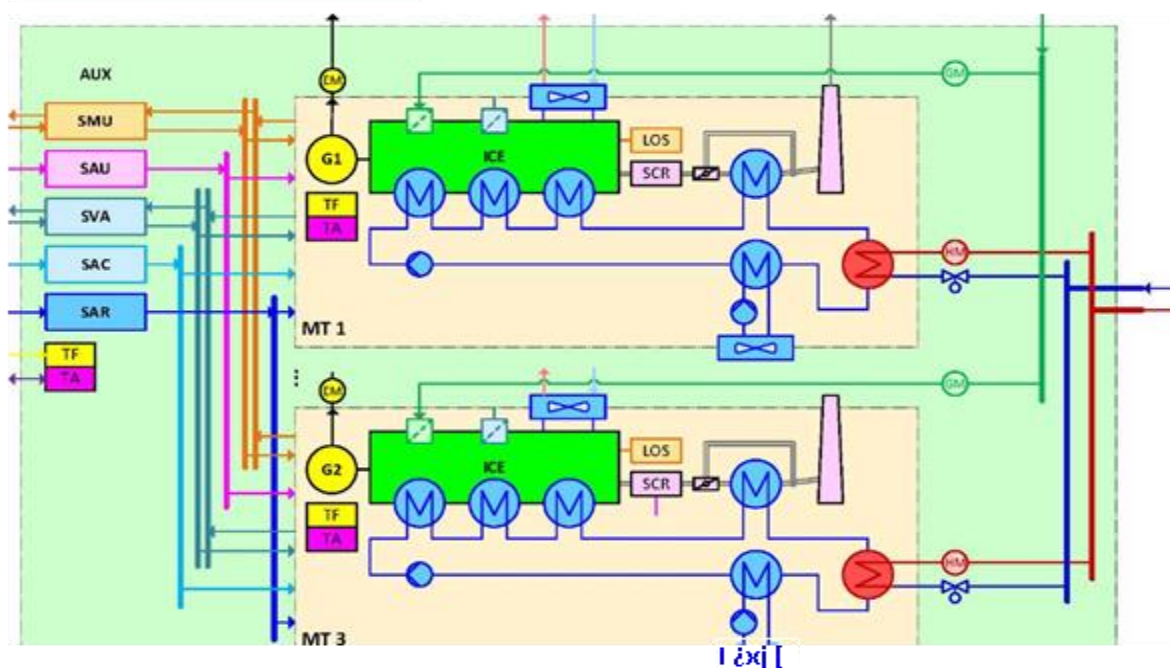 AUX
SMU
SAU
SVA
SAC
SAR
TF
TA
EM
G1
ICE
LOS
SCR
TF
TA
GM
HM
MT 1
⋮
EM
G2
ICE
LOS
SCR
TF
TA
GM
HM
MT 3